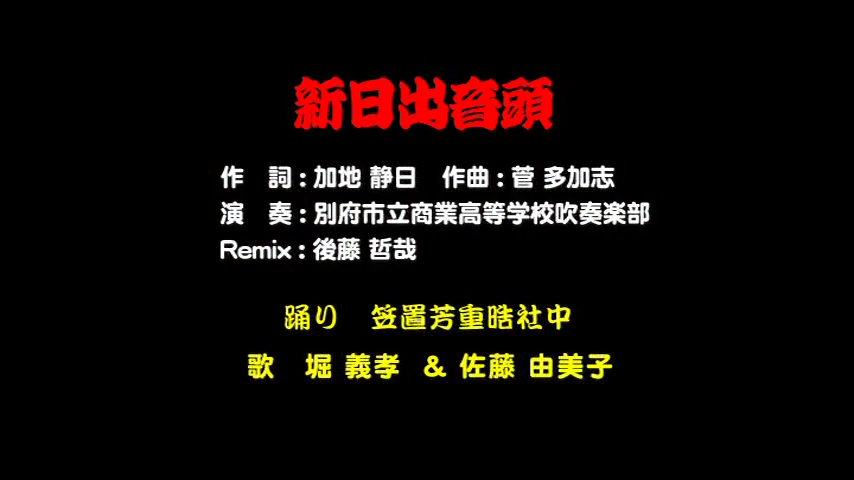 新日出音頭
作　詞 : 加地 静日　作曲 : 菅 多加志
演　奏 : 別府市立商業高等学校吹奏楽部
Remix : 後藤 哲哉
踊り　笠置芳重晧社中
歌　堀 義孝 & 佐藤 由美子